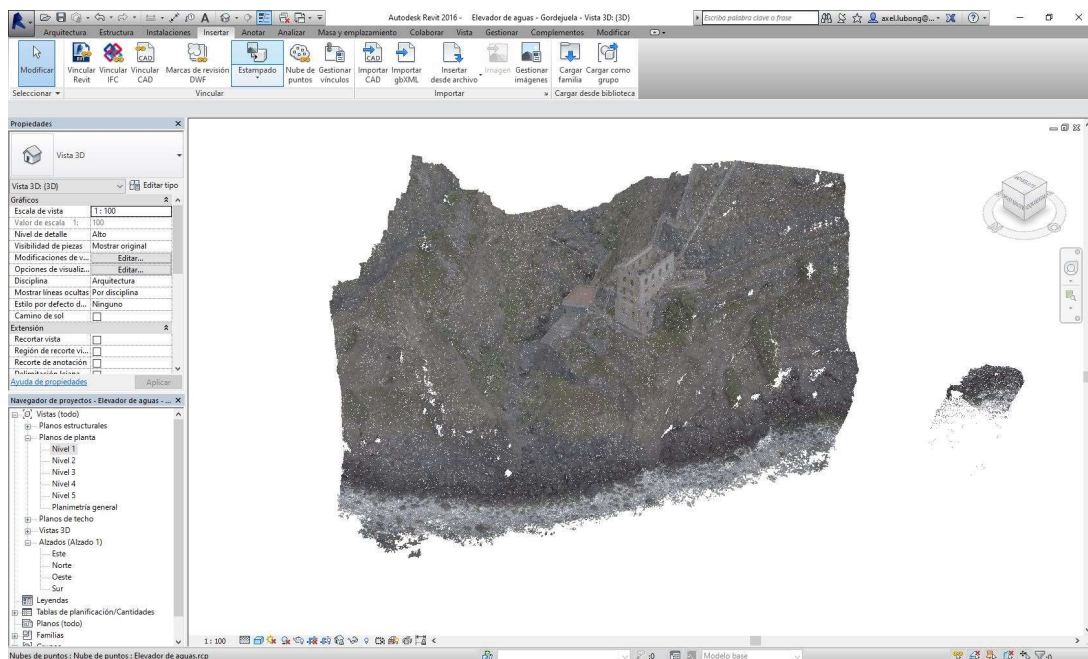 Autodesk Revit 2016 - Elevador de aguas - Gordejuela - Vista 3D: {3D}
Escriba palabra clave o frase
axel.lubong@...
Arquitectura Estructura Instalaciones Insertar Anotar Analizar Masa y emplazamiento Colaborar Vista Gestionar Complementos Modificar
Modificar
Vincular Revit
Vincular IFC
Vincular CAD
Marcas de revisión DWF
Estampado
Nube de puntos
Gestionar vínculos
Importar CAD
Importar gbXML
Insertar desde archivo
Imagen
Gestionar imágenes
Cargar familia
Cargar como grupo
Seleccionar
Vincular
Importar
Cargar desde biblioteca
Propiedades
Vista 3D
Vista 3D: {3D}
Editar tipo
Gráficos
Escala de vista 1 : 100
Valor de escala 1: 100
Nivel de detalle Alto
Visibilidad de piezas Mostrar original
Modificaciones de v... Editar...
Opciones de visualiz... Editar...
Disciplina Arquitectura
Mostrar líneas ocultas Por disciplina
Estilo por defecto d... Ninguno
Camino de sol
Extensión
Recortar vista
Región de recorte vi...
Recorte de anotación
Ayuda de propiedades
Aplicar
Navegador de proyectos - Elevador de aguas - ...
Vistas (todo)
Planos estructurales
Planos de planta
Nivel 1
Nivel 2
Nivel 3
Nivel 4
Nivel 5
Planimetría general
Planos de techo
Vistas 3D
Alzados (Alzado 1)
Este
Norte
Oeste
Sur
Leyendas
Tablas de planificación/Cantidades
Planos (todo)
Familias
1 : 100
Nubes de puntos : Nube de puntos : Elevador de aguas.rcp
:0
Modelo base
:0